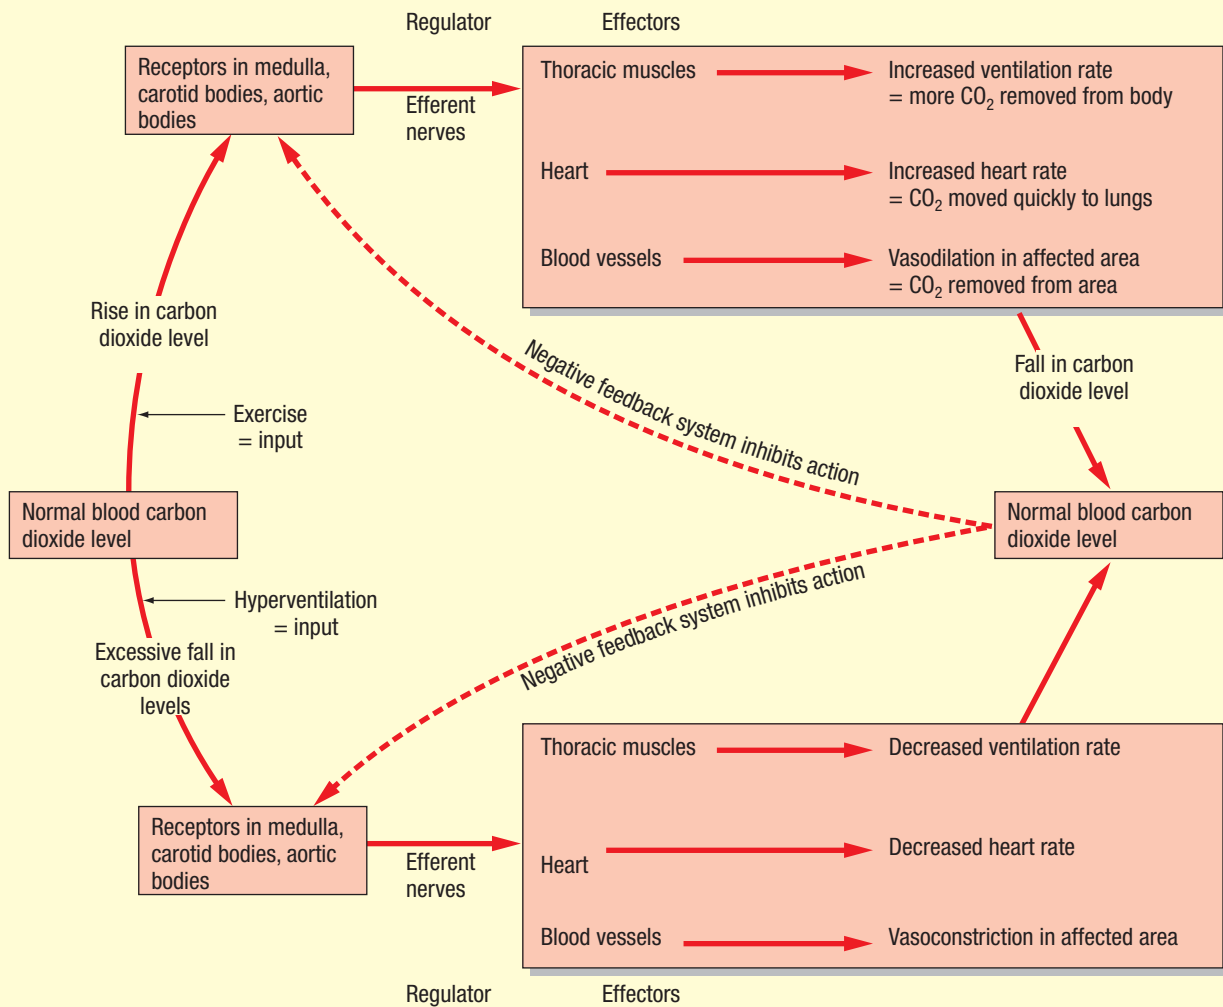 Regulator
Effectors
Receptors in medulla,
carotid bodies, aortic
bodies
Efferent
nerves
Thoracic muscles
Increased ventilation rate
= more CO₂ removed from body
Heart
Increased heart rate
= CO₂ moved quickly to lungs
Blood vessels
Vasodilation in affected area
= CO₂ removed from area
Rise in carbon
dioxide level
Negative feedback system inhibits action
Fall in carbon
dioxide level
Exercise
= input
Normal blood carbon
dioxide level
Normal blood carbon
dioxide level
Hyperventilation
= input
Negative feedback system inhibits action
Excessive fall in
carbon dioxide
levels
Receptors in medulla,
carotid bodies, aortic
bodies
Efferent
nerves
Thoracic muscles
Decreased ventilation rate
Heart
Decreased heart rate
Blood vessels
Vasoconstriction in affected area
Regulator
Effectors